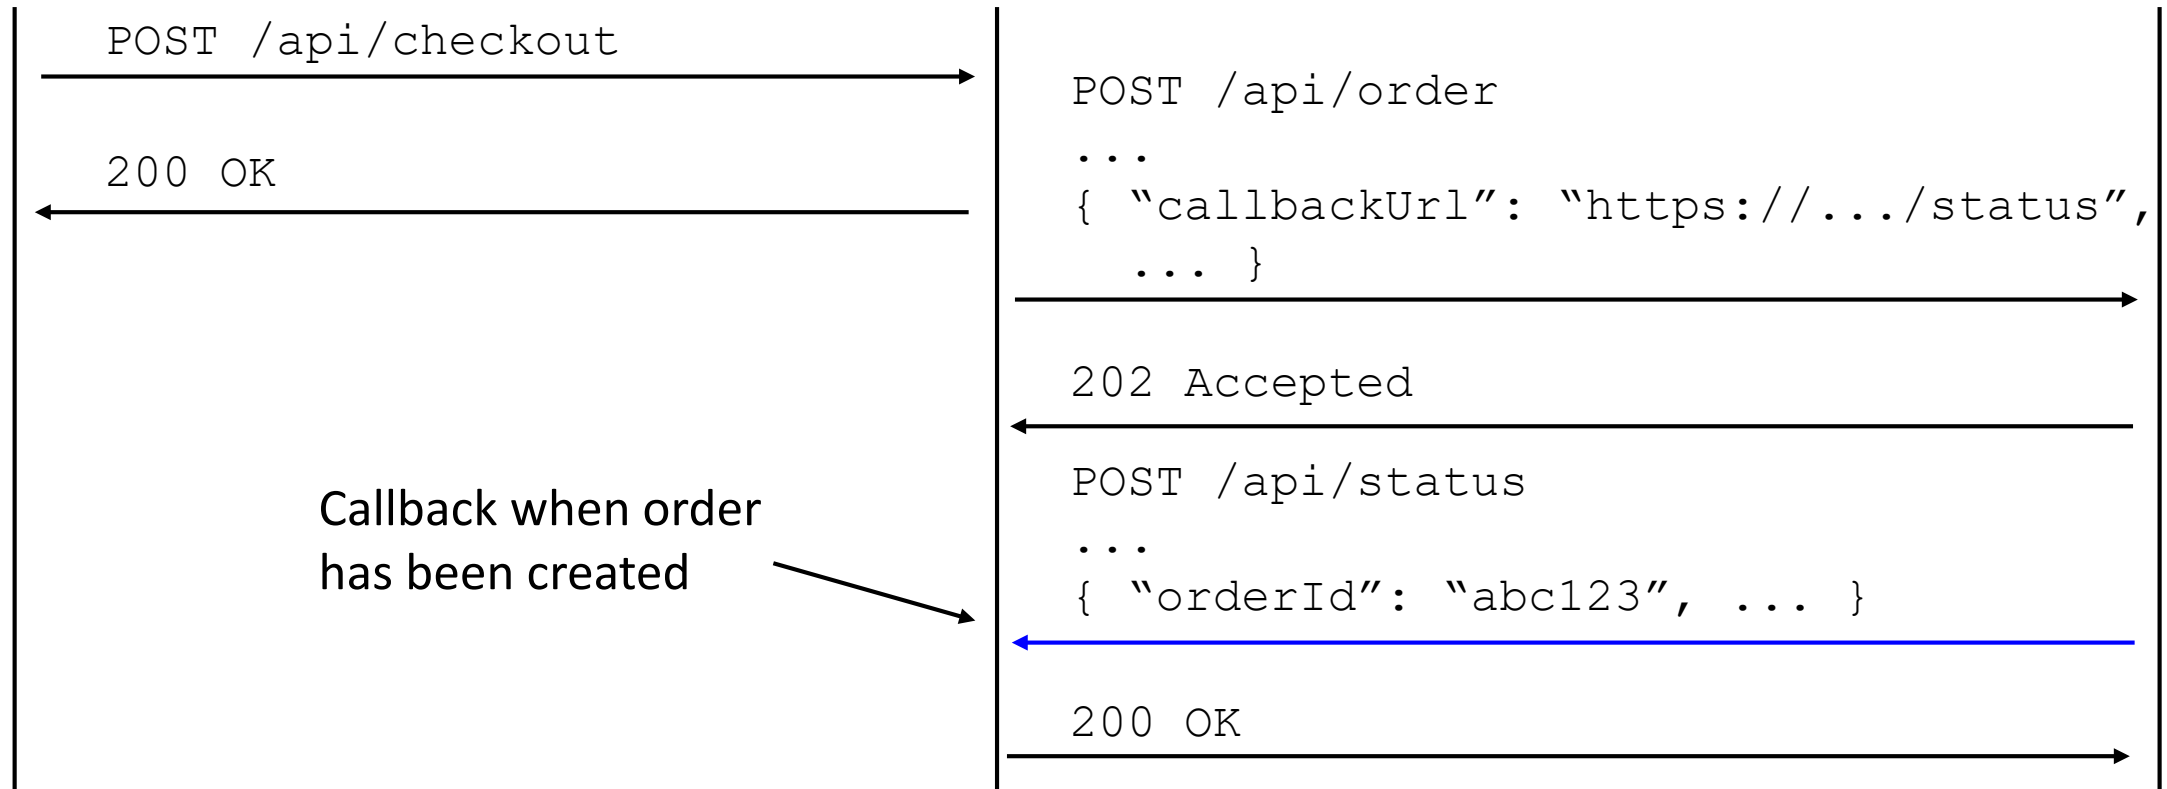 POST /api/checkout
200 OK
POST /api/order
...
{ “callbackUrl”: “https://.../status”,
... }
202 Accepted
Callback when order
has been created
POST /api/status
...
{ “orderId”: “abc123”, ... }
200 OK